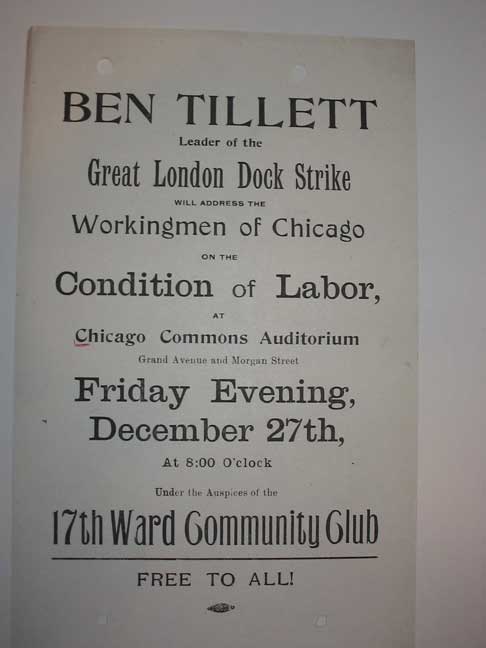 BEN TILLETT
Leader of the
Great London Dock Strike
WILL ADDRESS THE
Workingmen of Chicago
ON THE
Condition of Labor,
AT
Chicago Commons Auditorium
Grand Avenue and Morgan Street
Friday Evening,
December 27th,
At 8:00 O'clock
Under the Auspices of the
17th Ward Community Club
FREE TO ALL!